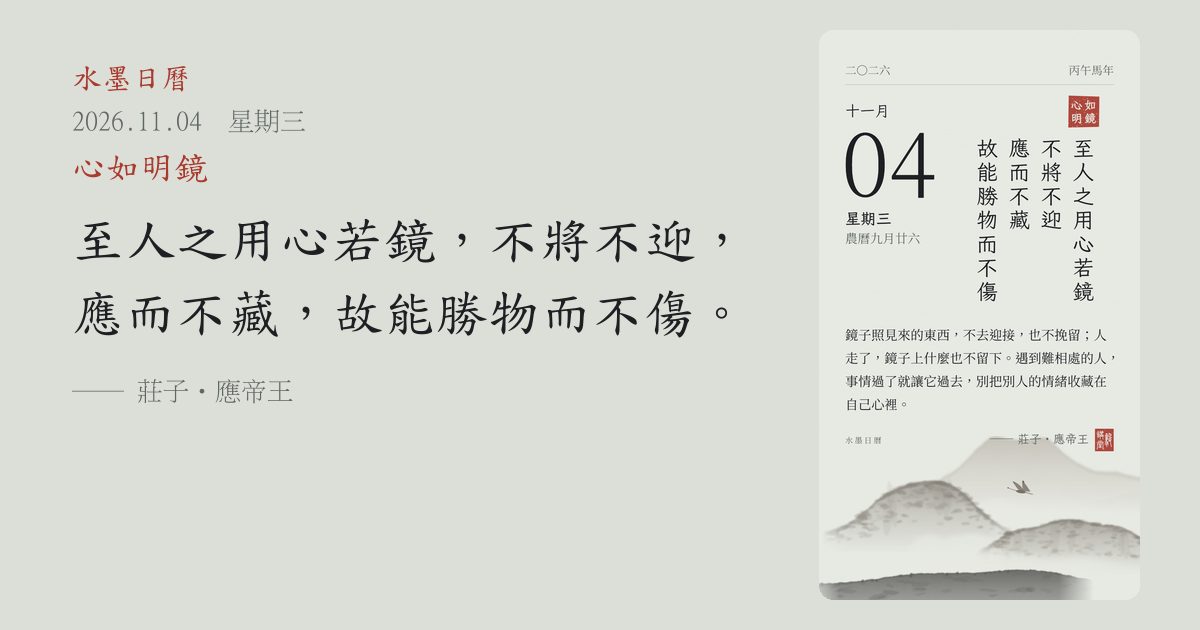 水墨日曆
2026.11.04 星期三
心如明鏡
至人之用心若鏡，不將不迎，
應而不藏，故能勝物而不傷。
—— 莊子・應帝王
二〇二六
丙午馬年
十一月
04
星期三
農曆九月廿六
心如明鏡
至人之用心若鏡
不將不迎
應而不藏
故能勝物而不傷
鏡子照見來的東西，不去迎接，也不挽留；人
走了，鏡子上什麼也不留下。遇到難相處的人，
事情過了就讓它過去，別把別人的情緒收藏在
自己心裡。
水墨日曆
—— 莊子・應帝王